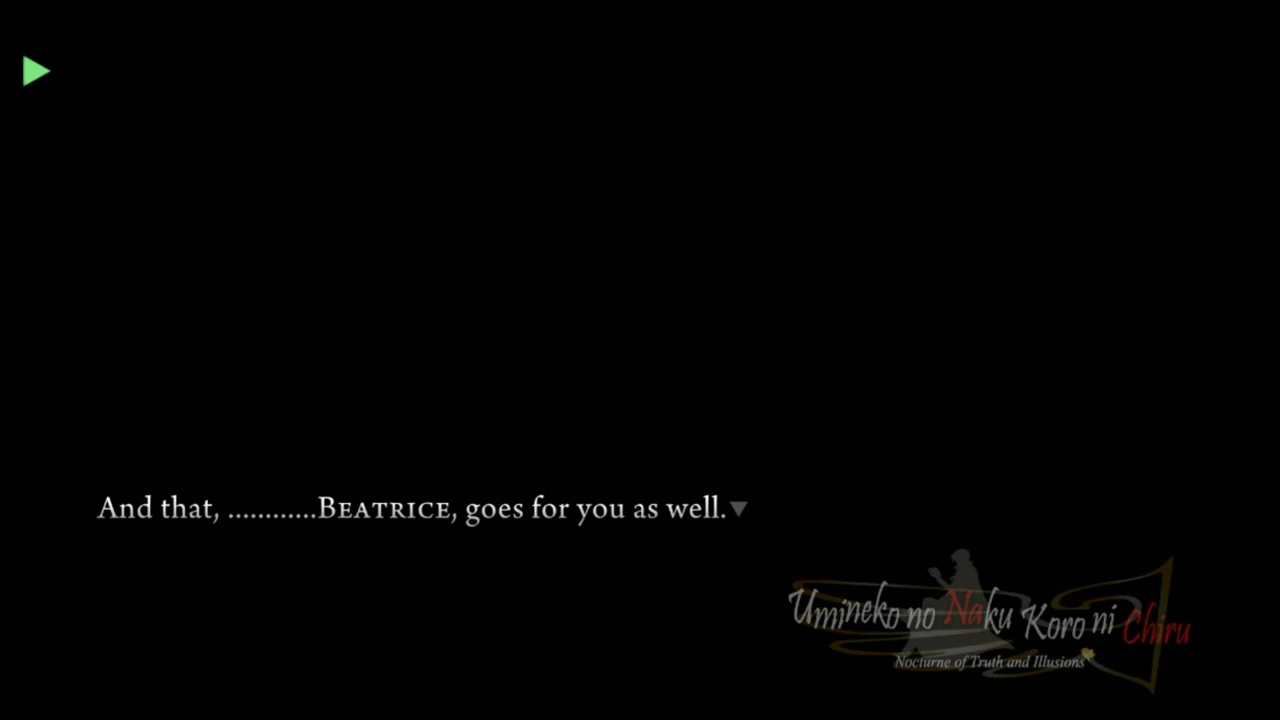 And that, ............BEATRICE, goes for you as well.
Umineko no Naku Koro ni Chiru
Nocturne of Truth and Illusions